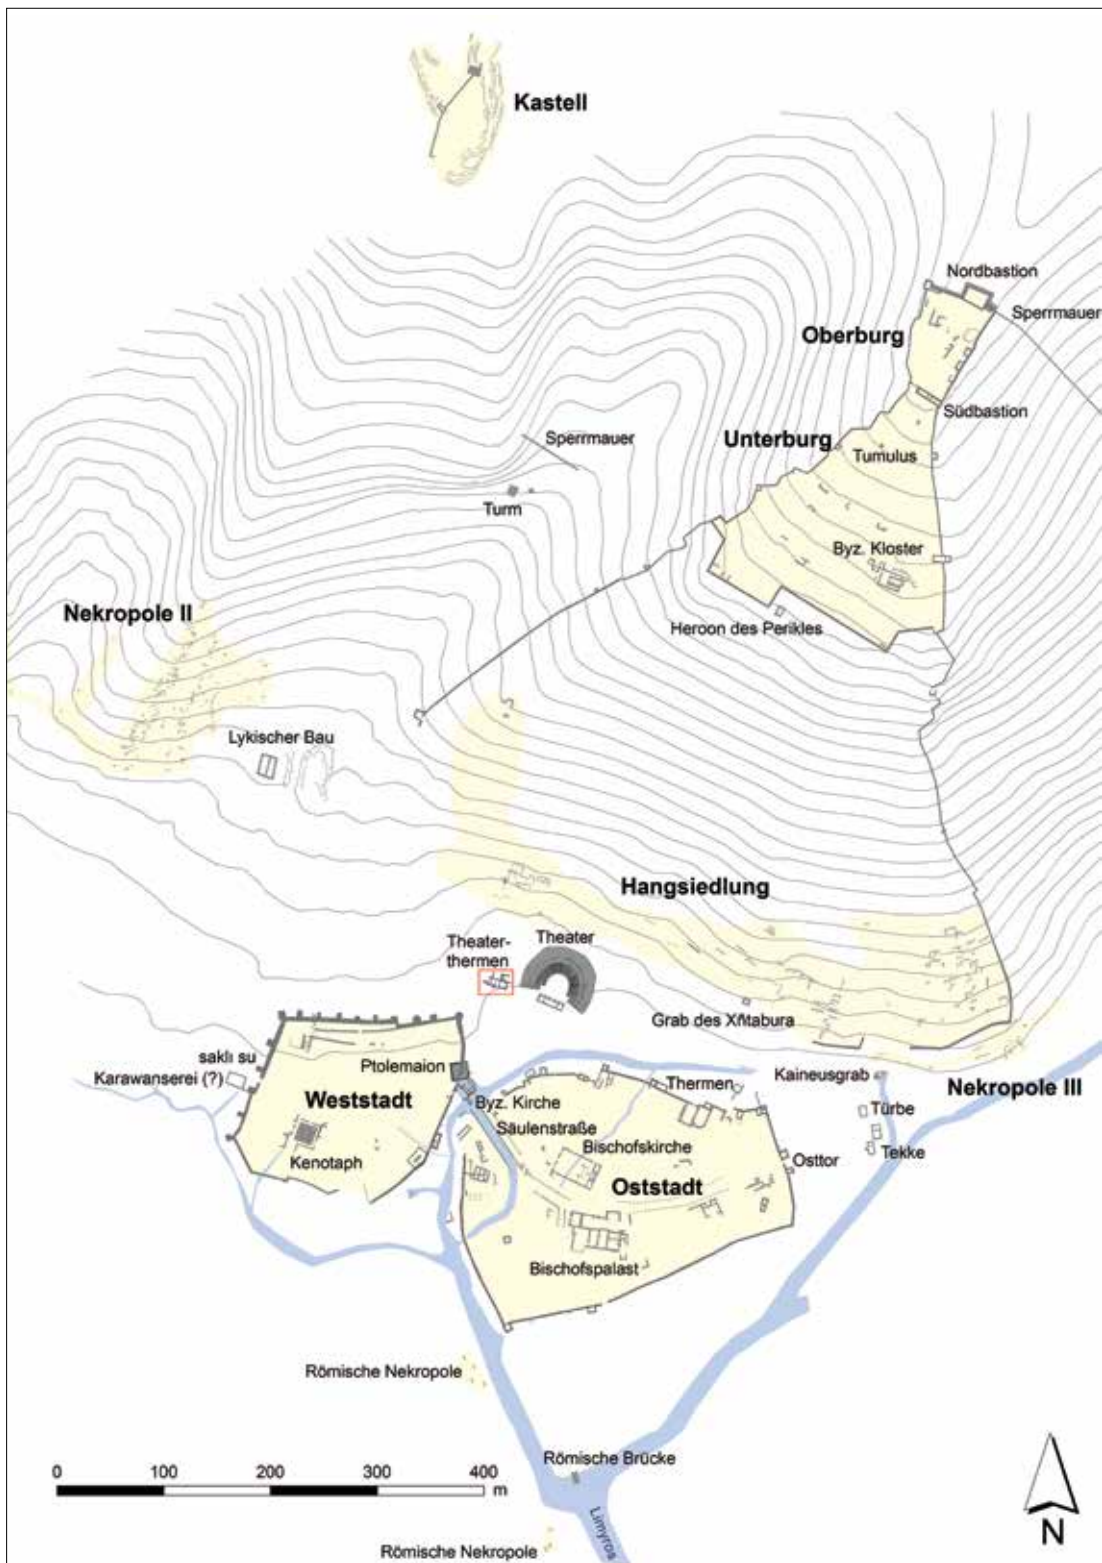 Kastell
Nordbastion
Sperrmauer
Oberburg
Südbastion
Unterburg
Sperrmauer
Tumulus
Turm
Byz. Kloster
Nekropole II
Heroon des Perikles
Lykischer Bau
Hangsiedlung
Theater-
thermen
Theater
Grab des Xñtabura
saklı su
Karawanserei (?)
Ptolemaion
Weststadt
Byz. Kirche
Säulenstraße
Thermen
Kaineusgrab
Nekropole III
Türbe
Tekke
Bischofskirche
Osttor
Kenotaph
Oststadt
Bischofspalast
Römische Nekropole
Römische Brücke
0 100 200 300 400
m
Limyros
N
Römische Nekropole